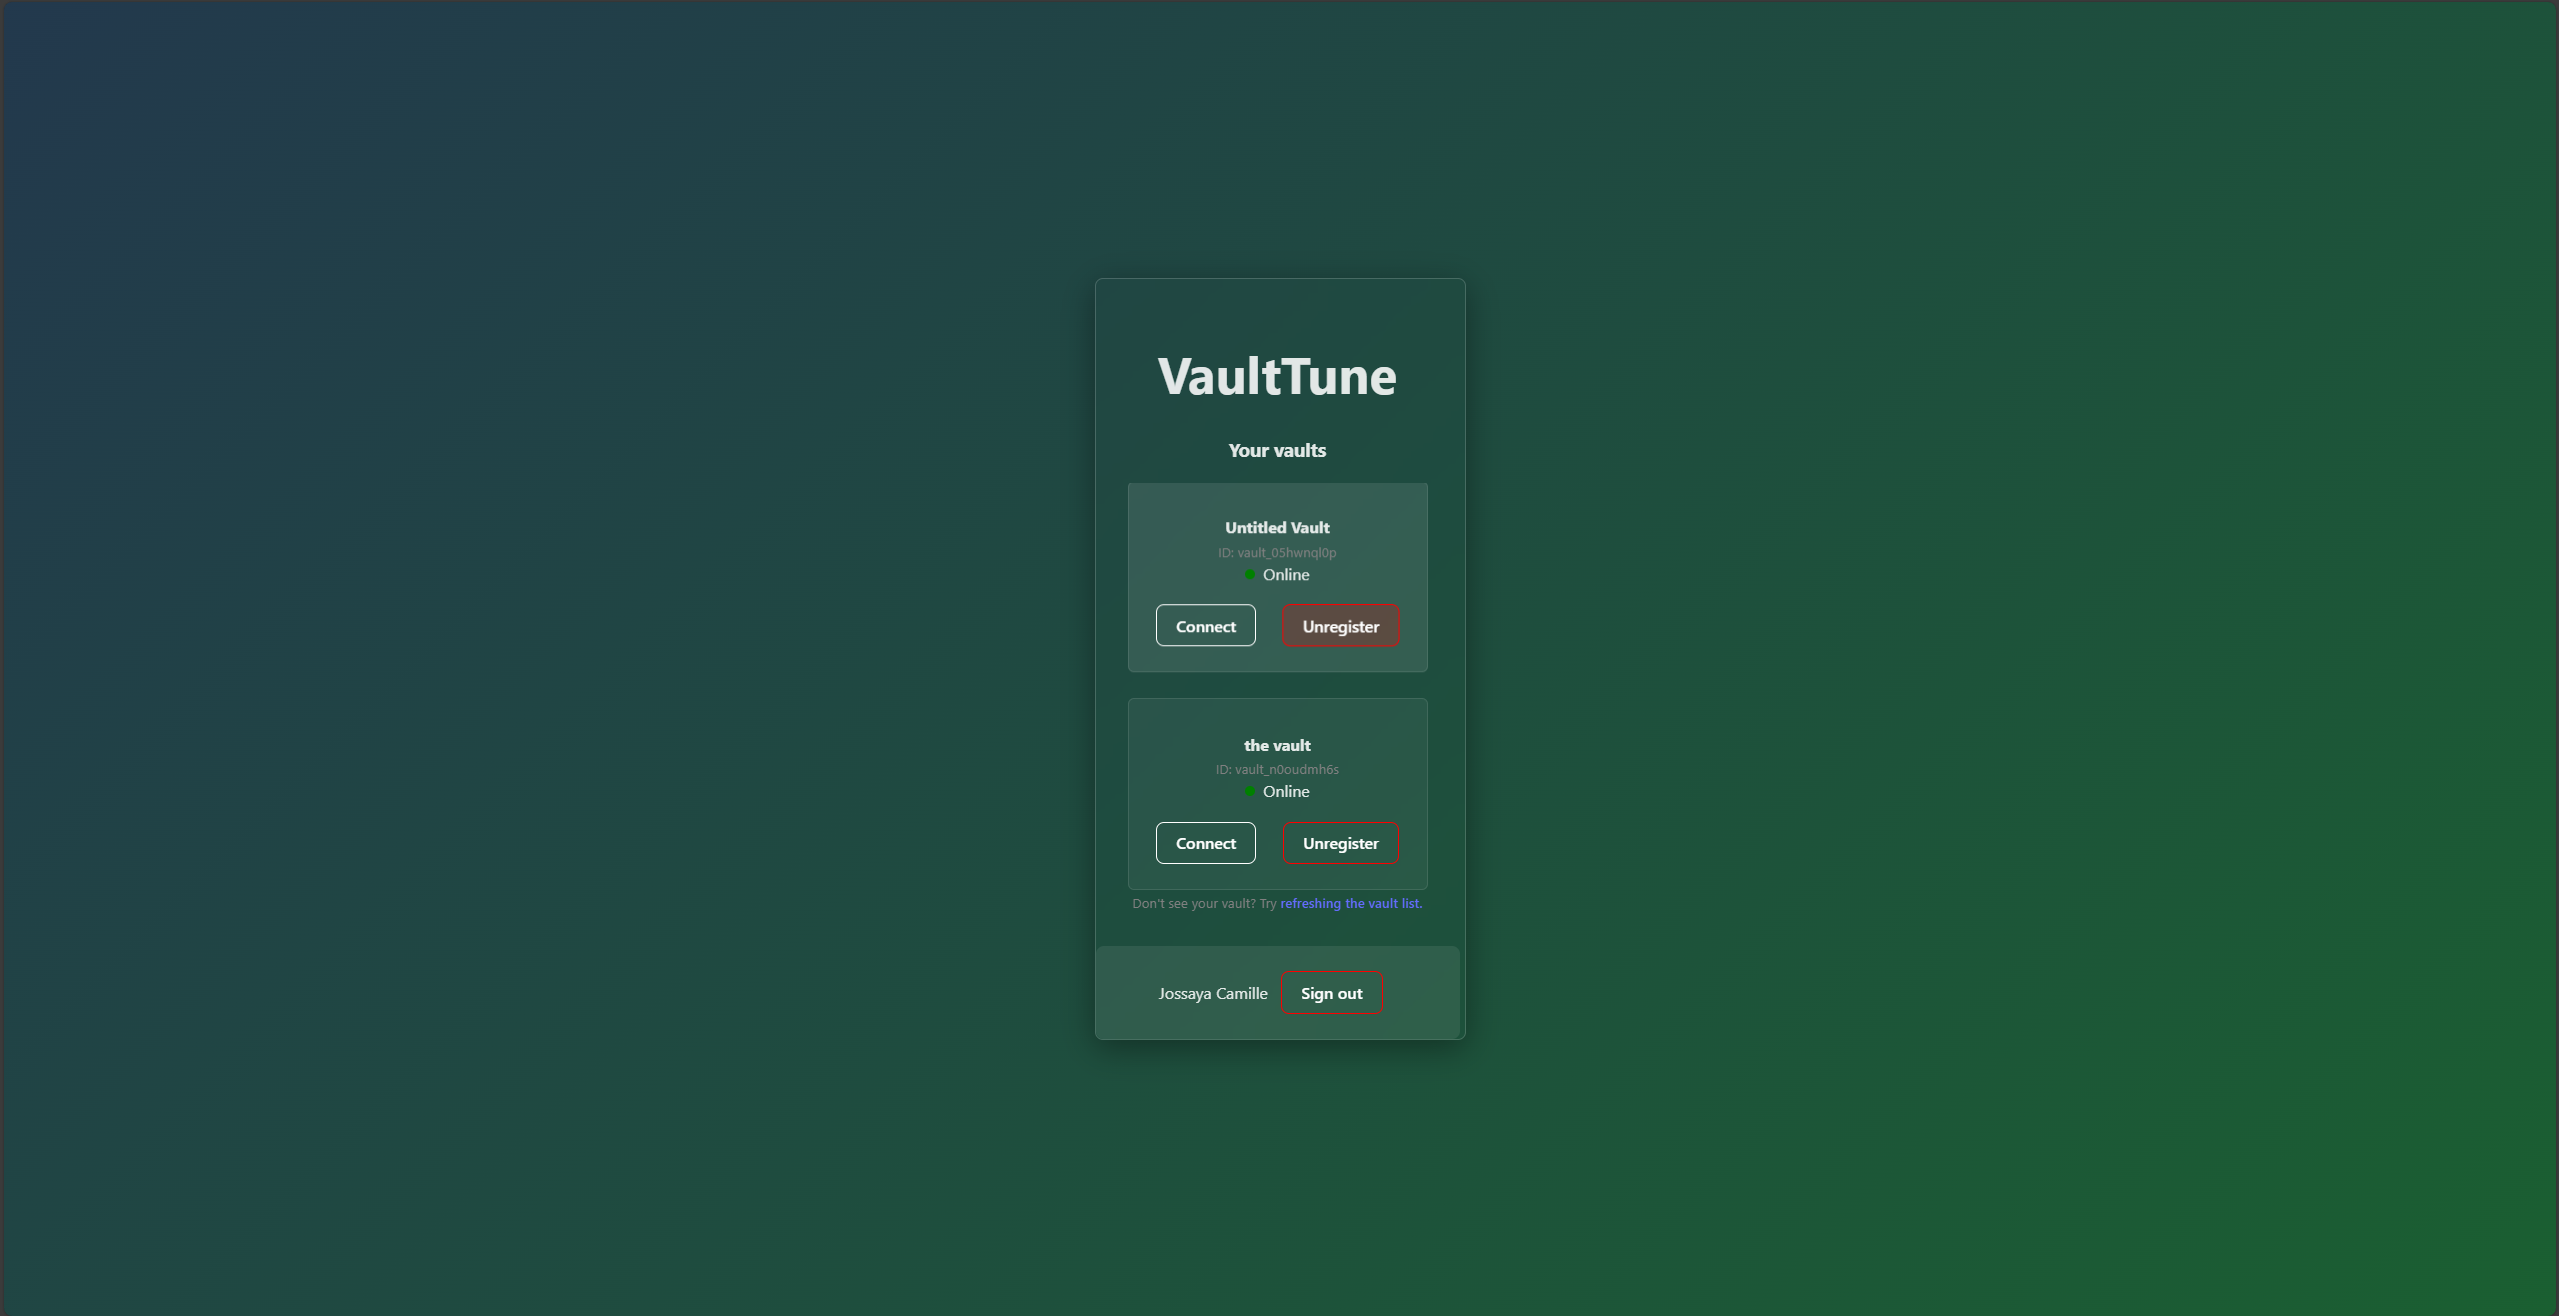 VaultTune
Your vaults
Untitled Vault
ID: vault_05hwnql0p
Online
Connect Unregister
the vault
ID: vault_n0oudmh6s
Online
Connect Unregister
Don't see your vault? Try refreshing the vault list.
Jossaya Camille Sign out